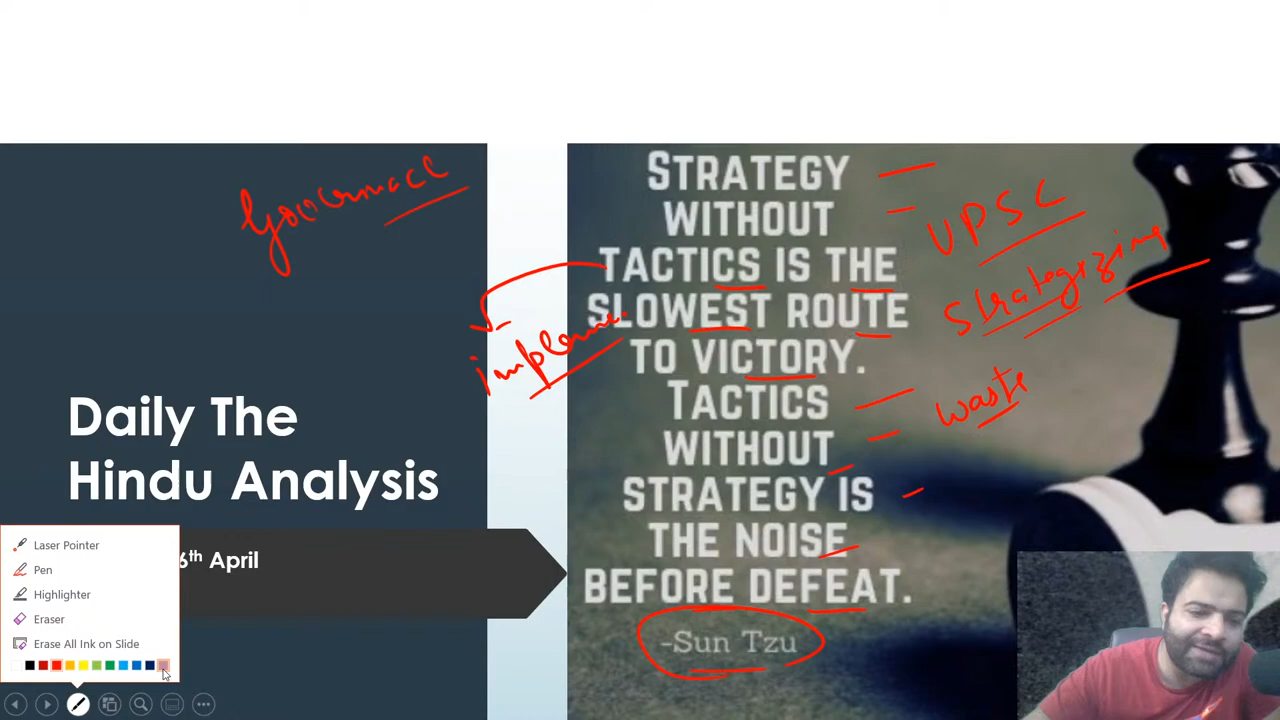 Governace
Daily The
Hindu Analysis
6th April
Laser Pointer
Pen
Highlighter
Eraser
Erase All Ink on Slide
STRATEGY
WITHOUT
TACTICS IS THE
SLOWEST ROUTE
TO VICTORY.
TACTICS
WITHOUT
STRATEGY IS
THE NOISE
BEFORE DEFEAT.
-Sun Tzu
impleme.
UPSC
Strategizing
waste